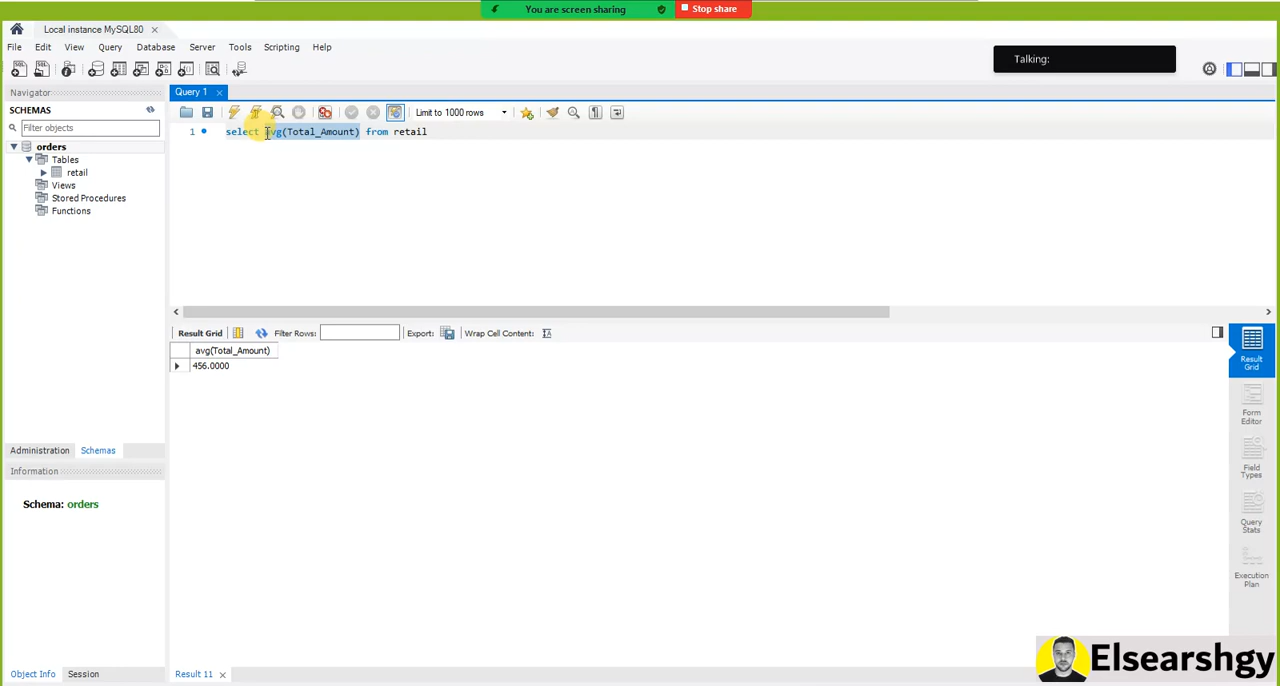 You are screen sharing
Stop share
Local instance MySQL80
File Edit View Query Database Server Tools Scripting Help
Talking:
Navigator
SCHEMAS
Filter objects
orders
Tables
retail
Views
Stored Procedures
Functions
Query 1
Limit to 1000 rows
1 select avg(Total_Amount) from retail
Result Grid Filter Rows: Export: Wrap Cell Content:
avg(Total_Amount)
456.0000
Result
Grid
Form
Editor
Field
Types
Query
Stats
Execution
Plan
Administration Schemas
Information
Schema: orders
Object Info Session
Result 11
Elsearshgy